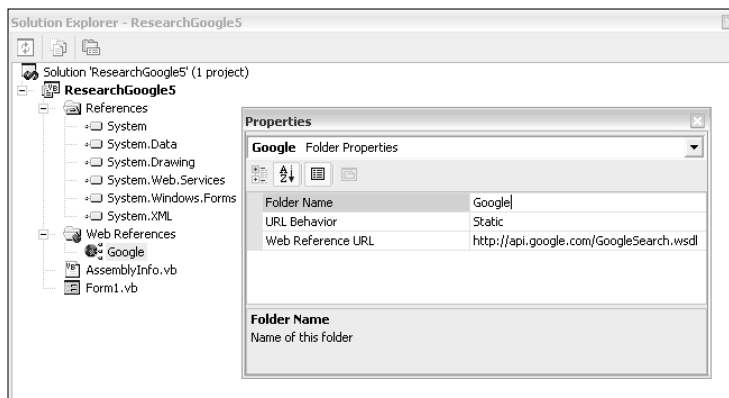 Solution Explorer - ResearchGoogle5
Solution 'ResearchGoogle5' (1 project)
ResearchGoogle5
References
System
System.Data
System.Drawing
System.Web.Services
System.Windows.Forms
System.XML
Web References
Google
AssemblyInfo.vb
Form1.vb
Properties
Google Folder Properties
Folder Name Google
URL Behavior Static
Web Reference URL http://api.google.com/GoogleSearch.wsdl
Folder Name
Name of this folder